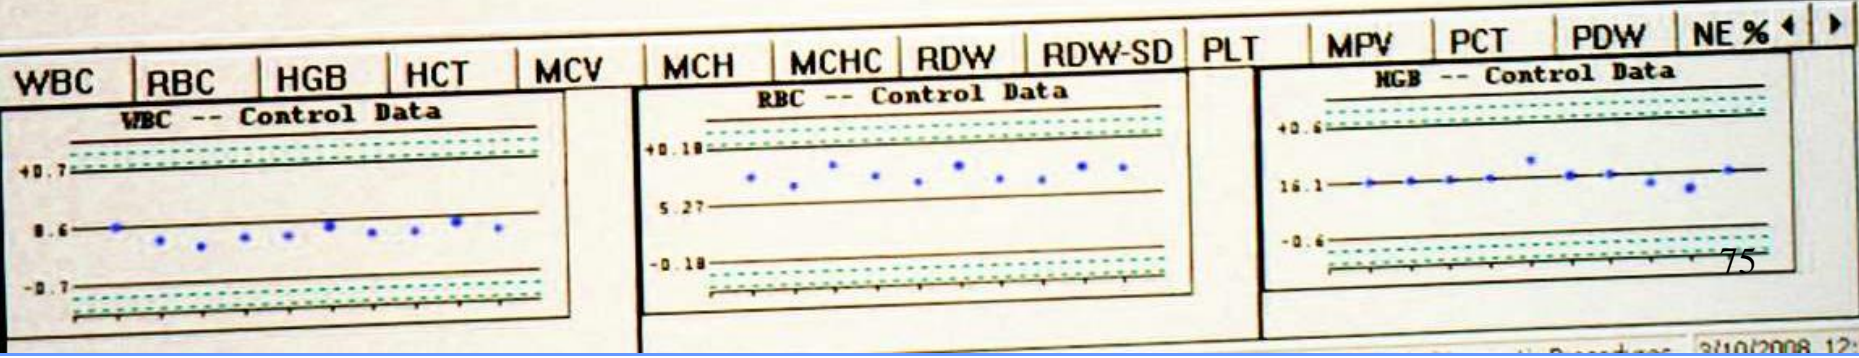 WBC RBC HGB HCT MCV MCH MCHC RDW RDW-SD PLT MPV PCT PDW NE %
WBC -- Control Data
+0.7
8.6
-0.7
RBC -- Control Data
+0.18
5.27
-0.18
HGB -- Control Data
+0.6
16.1
-0.6
75
3/10/2008 12: